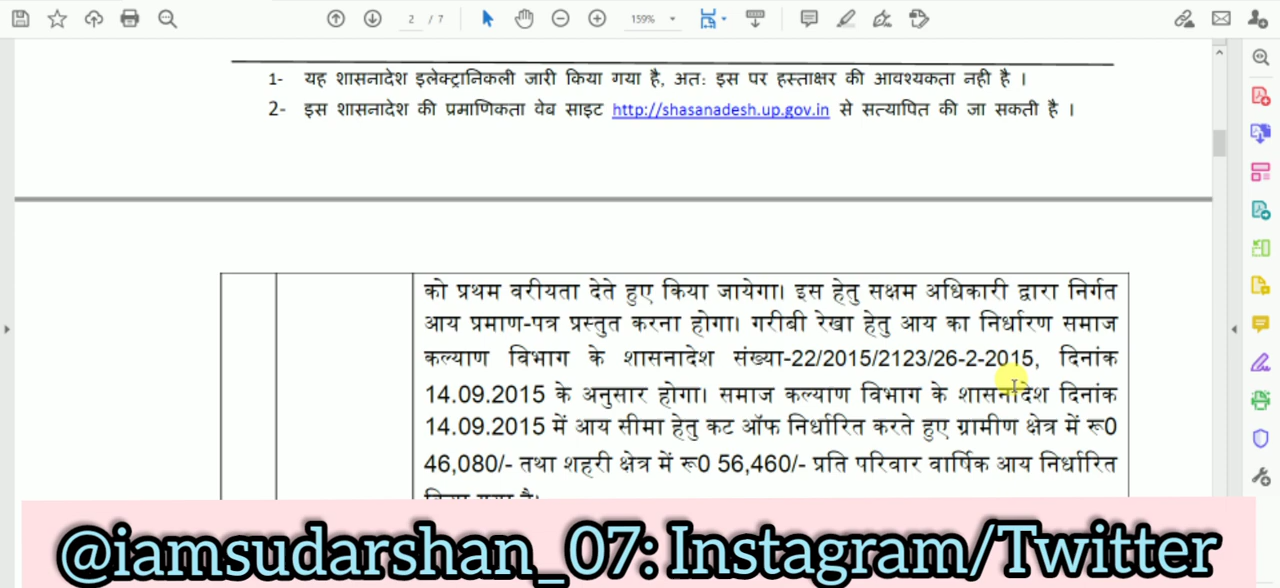 2 / 7
159%
1- यह शासनादेश इलेक्ट्रानिकली जारी किया गया है, अतः इस पर हस्ताक्षर की आवश्यकता नही है ।
2- इस शासनादेश की प्रमाणिकता वेब साइट http://shasanadesh.up.gov.in से सत्यापित की जा सकती है ।
को प्रथम वरीयता देते हुए किया जायेगा। इस हेतु सक्षम अधिकारी द्वारा निर्गत
आय प्रमाण-पत्र प्रस्तुत करना होगा। गरीबी रेखा हेतु आय का निर्धारण समाज
कल्याण विभाग के शासनादेश संख्या-22/2015/2123/26-2-2015, दिनांक
14.09.2015 के अनुसार होगा। समाज कल्याण विभाग के शासनादेश दिनांक
14.09.2015 में आय सीमा हेतु कट ऑफ निर्धारित करते हुए ग्रामीण क्षेत्र में रू0
46,080/- तथा शहरी क्षेत्र में रू0 56,460/- प्रति परिवार वार्षिक आय निर्धारित
किया गया है।
@iamsudarshan_07: Instagram/Twitter